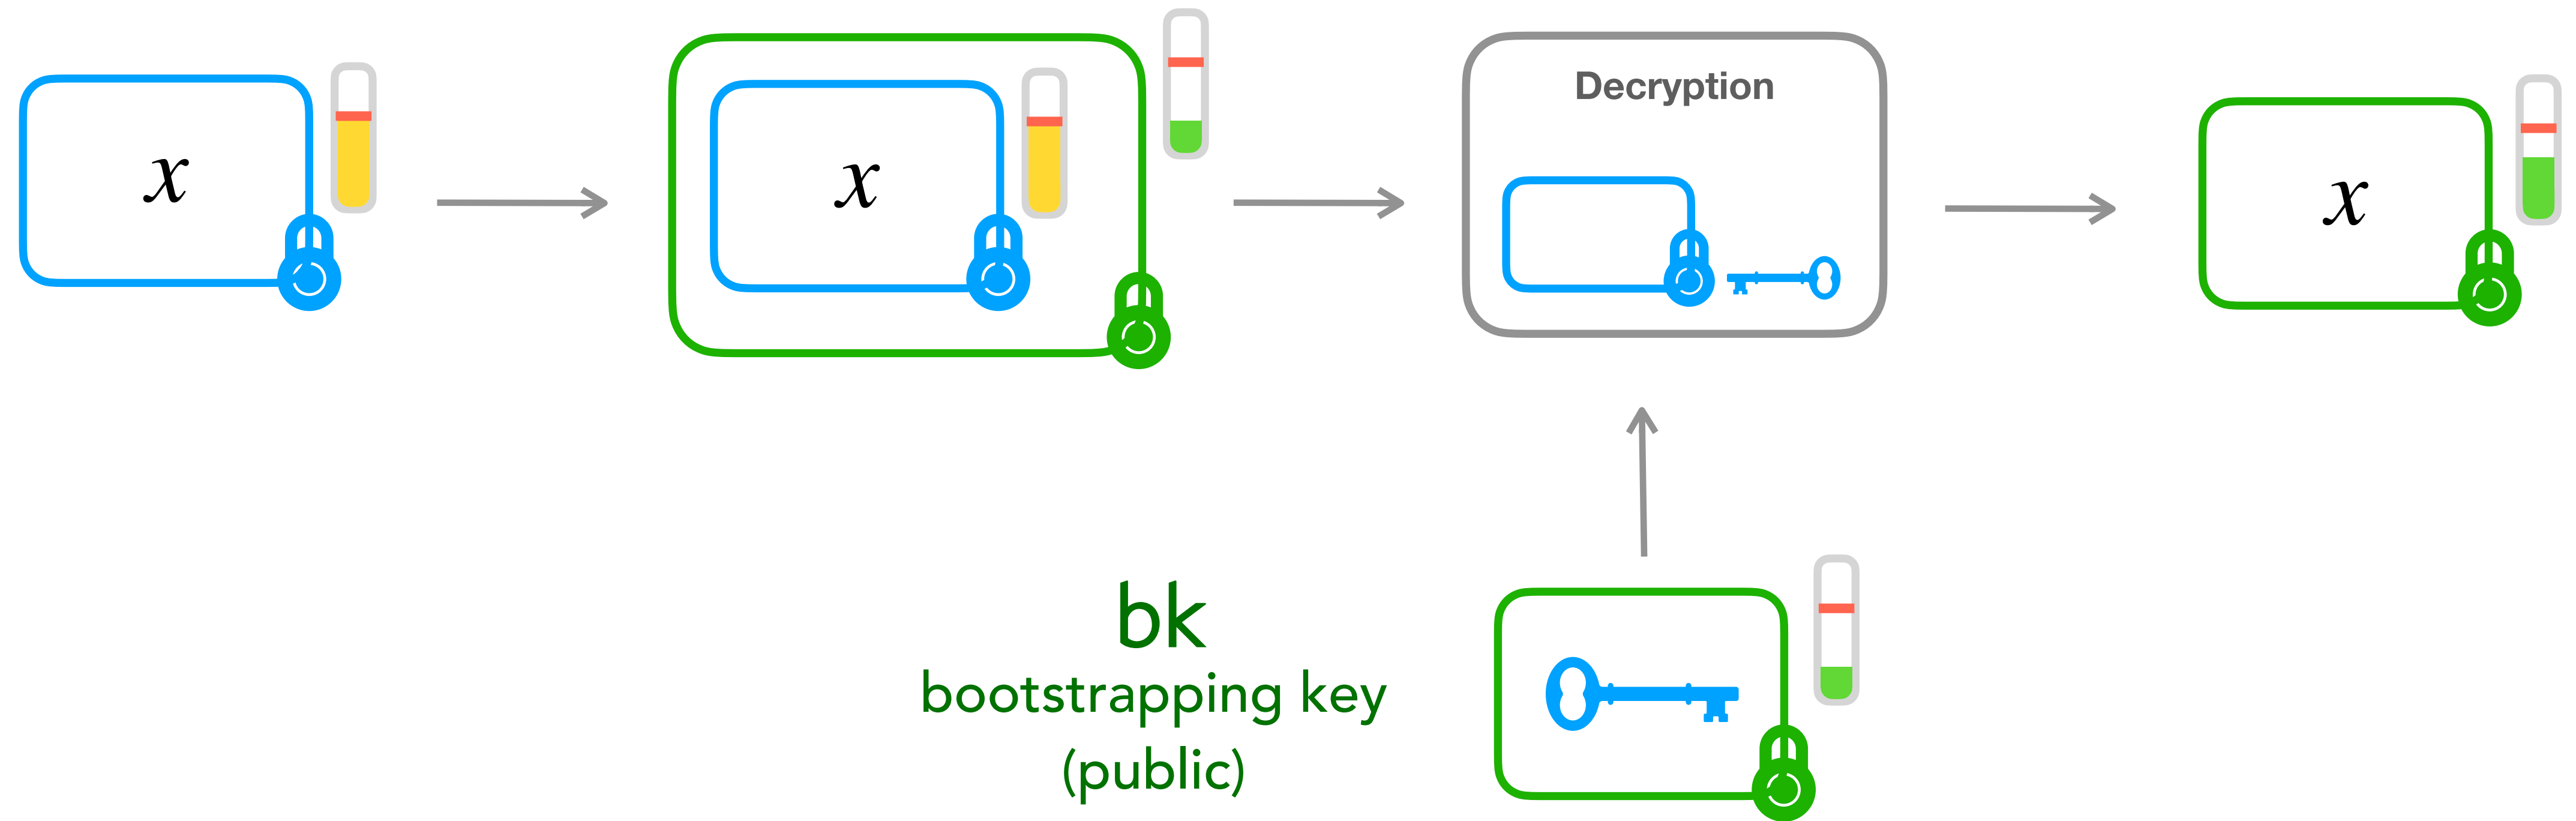 x
x
Decryption
x
bk
bootstrapping key
(public)